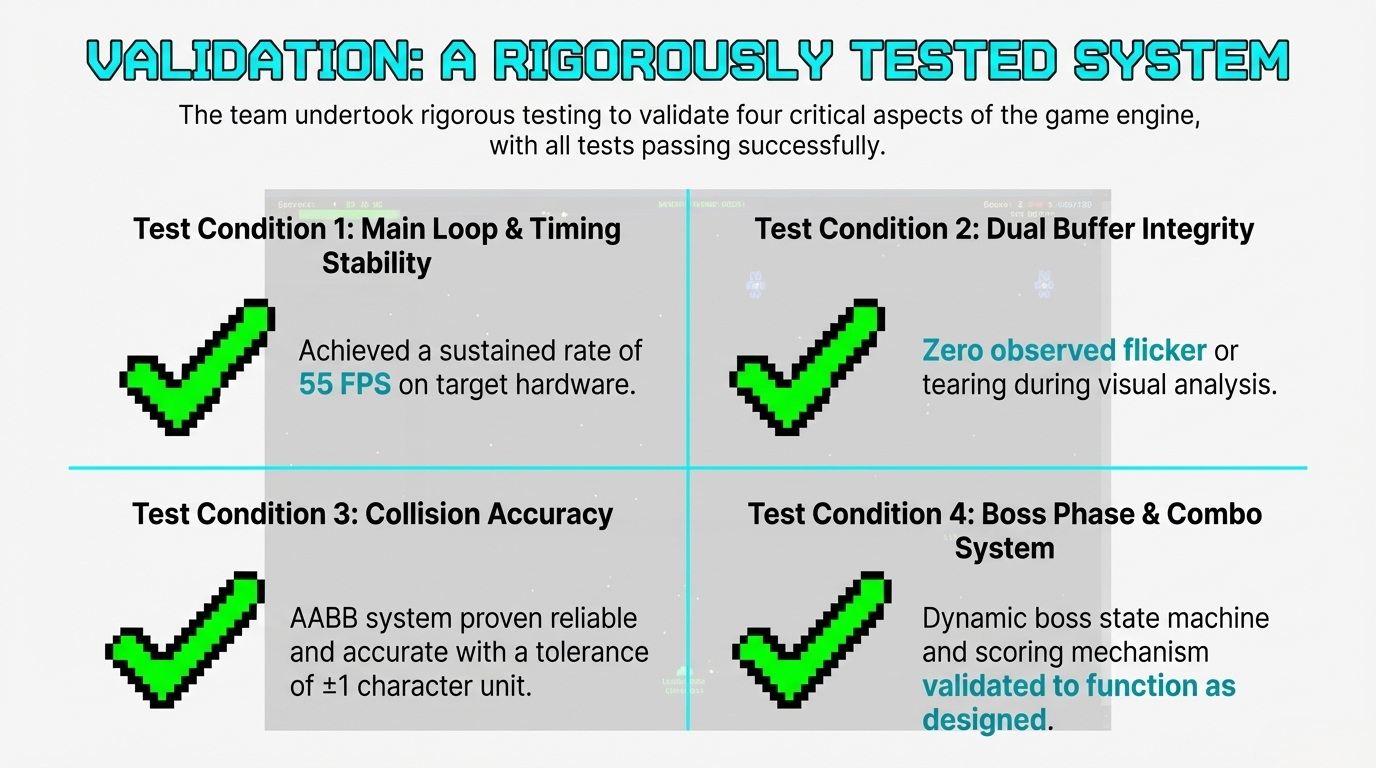 VALIDATION: A RIGOROUSLY TESTED SYSTEM
The team undertook rigorous testing to validate four critical aspects of the game engine,
with all tests passing successfully.
Test Condition 1: Main Loop & Timing
Stability
Achieved a sustained rate of
55 FPS on target hardware.
Test Condition 2: Dual Buffer Integrity
Zero observed flicker or
tearing during visual analysis.
Test Condition 3: Collision Accuracy
AABB system proven reliable
and accurate with a tolerance
of ±1 character unit.
Test Condition 4: Boss Phase & Combo
System
Dynamic boss state machine
and scoring mechanism
validated to function as
designed.